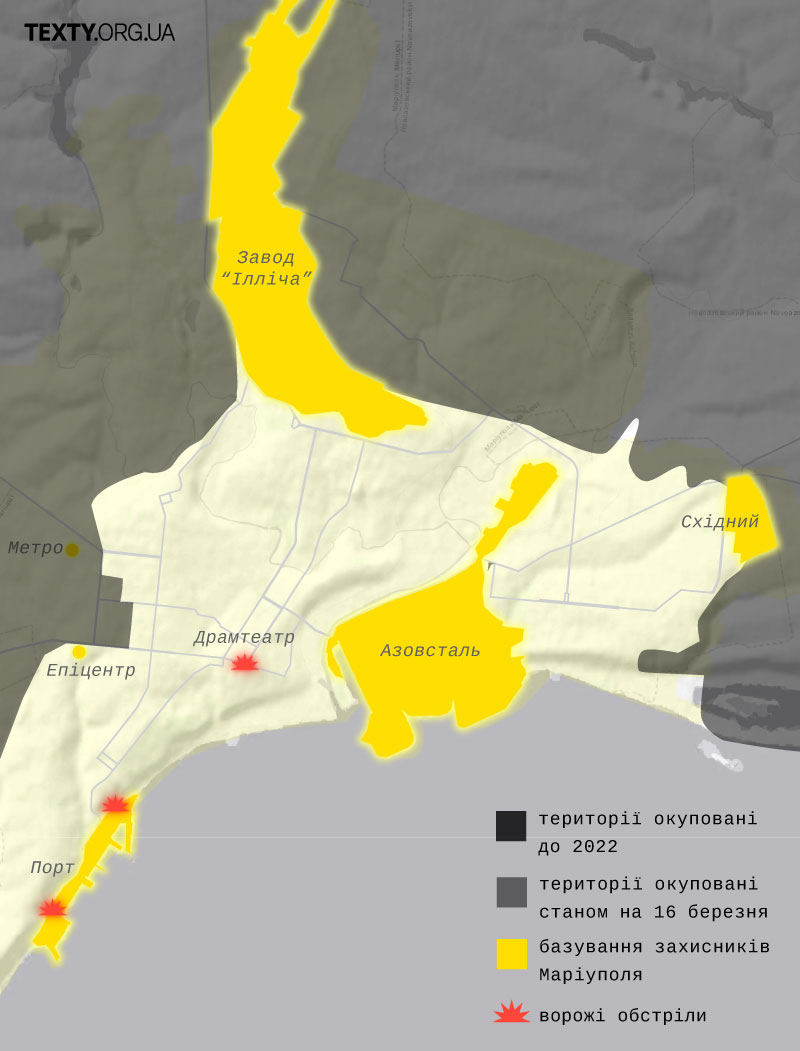 TEXTY.ORG.UA
Завод
“Ілліча”
Східний
Метро
Драмтеатр
Азовсталь
Епіцентр
Порт
території окуповані
до 2022
території окуповані
станом на 16 березня
базування захисників
Маріуполя
ворожі обстріли